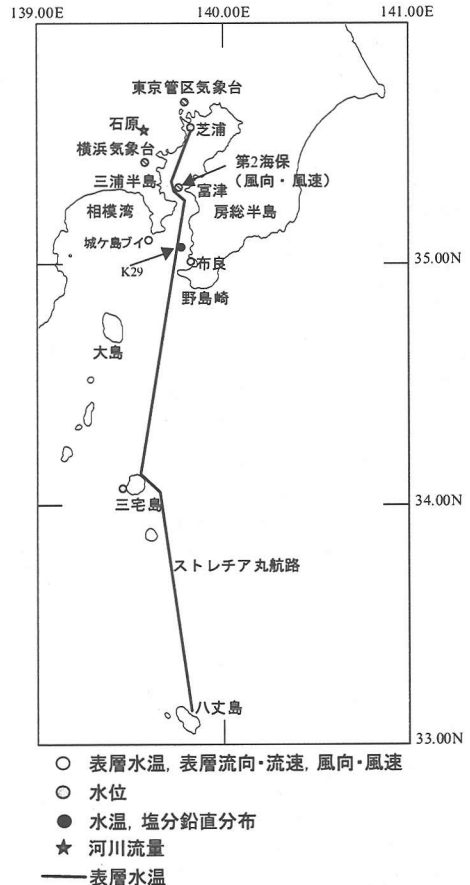 139.00E 140.00E 141.00E
東京管区気象台
石原
芝浦
横浜気象台
第2海保
(風向・風速)
三浦半島
富津
相模湾
房総半島
城ケ島ブイ
K29
布良
35.00N
野島崎
大島
34.00N
三宅島
ストレチア丸航路
八丈島
33.00N
表層水温, 表層流向・流速, 風向・風速
水位
水温, 塩分鉛直分布
河川流量
表層水温